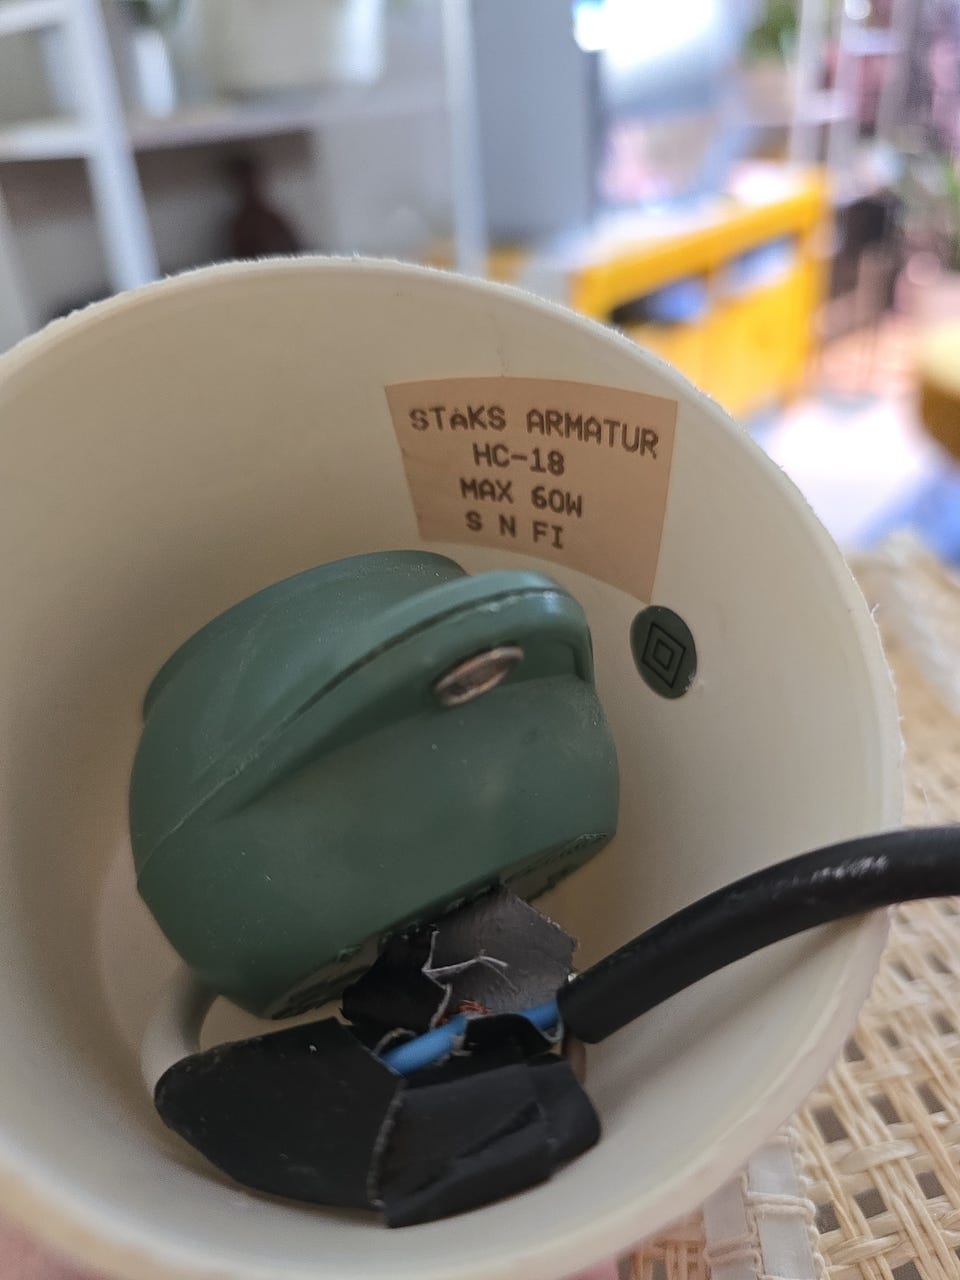 STAKS ARMATUR
HC-18
MAX 60W
S N FI